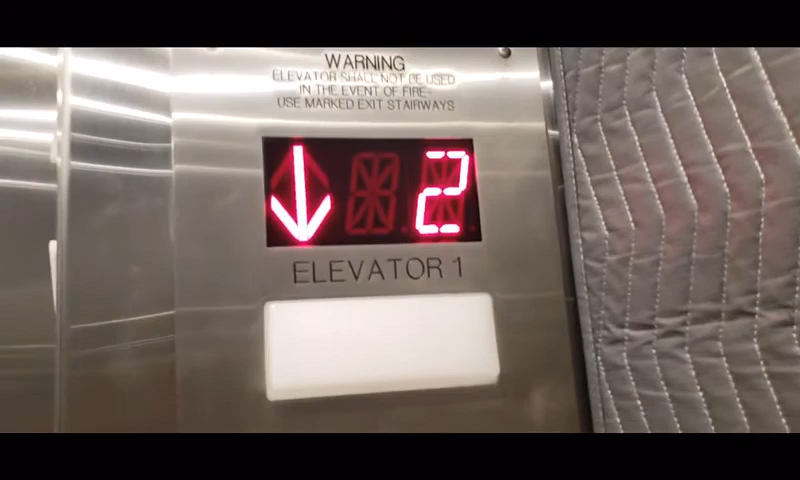 WARNING
ELEVATOR SHALL NOT BE USED
IN THE EVENT OF FIRE-
USE MARKED EXIT STAIRWAYS
2
ELEVATOR 1